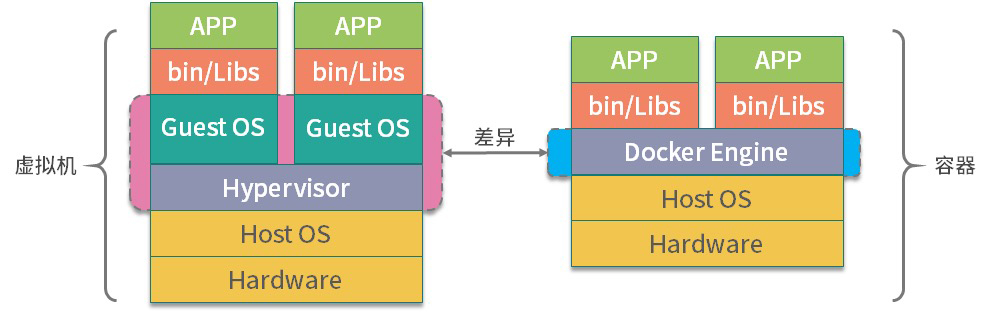 虚拟机
APP
APP
bin/Libs
bin/Libs
Guest OS
Guest OS
Hypervisor
Host OS
Hardware
差异
APP
APP
bin/Libs
bin/Libs
Docker Engine
Host OS
Hardware
容器